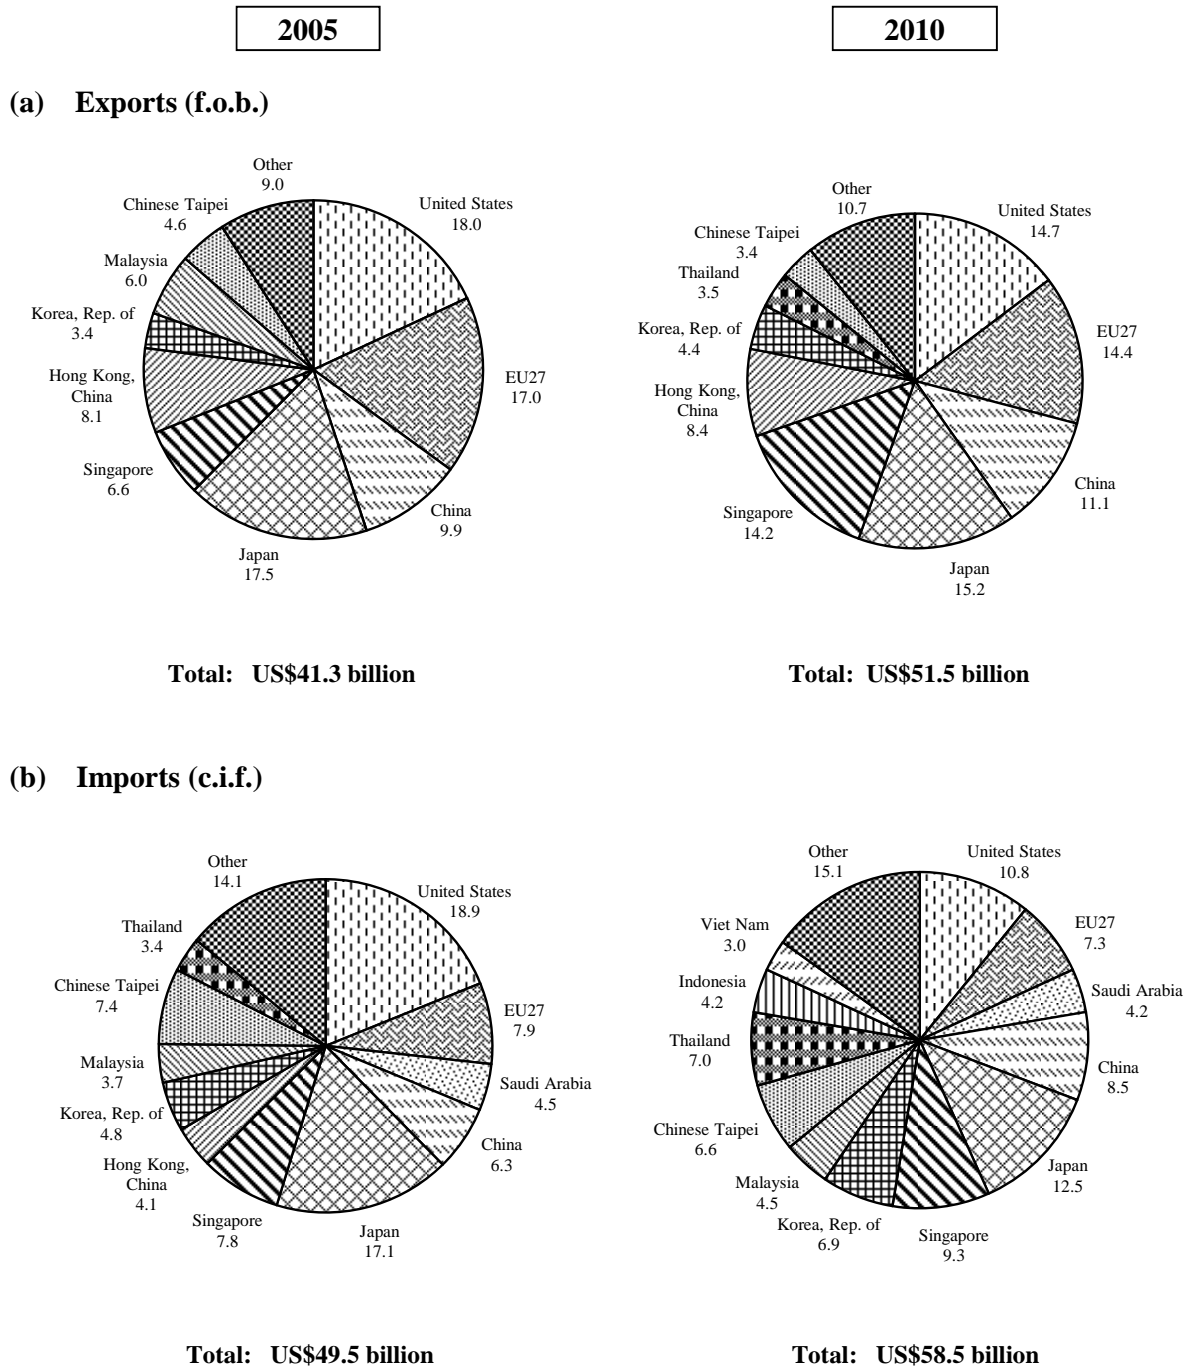 2005
2010
(a) Exports (f.o.b.)
Other
9.0
United States
18.0
EU27
17.0
China
9.9
Japan
17.5
Singapore
6.6
Hong Kong,
China
8.1
Korea, Rep. of
3.4
Malaysia
6.0
Chinese Taipei
4.6
Total: US$41.3 billion
Other
10.7
United States
14.7
EU27
14.4
China
11.1
Japan
15.2
Singapore
14.2
Hong Kong,
China
8.4
Korea, Rep. of
4.4
Thailand
3.5
Chinese Taipei
3.4
Total: US$51.5 billion
(b) Imports (c.i.f.)
Other
14.1
United States
18.9
EU27
7.9
Saudi Arabia
4.5
China
6.3
Japan
17.1
Singapore
7.8
Hong Kong,
China
4.1
Korea, Rep. of
4.8
Malaysia
3.7
Chinese Taipei
7.4
Thailand
3.4
Total: US$49.5 billion
Other
15.1
United States
10.8
EU27
7.3
Saudi Arabia
4.2
China
8.5
Japan
12.5
Singapore
9.3
Korea, Rep. of
6.9
Malaysia
4.5
Chinese Taipei
6.6
Thailand
7.0
Indonesia
4.2
Viet Nam
3.0
Total: US$58.5 billion